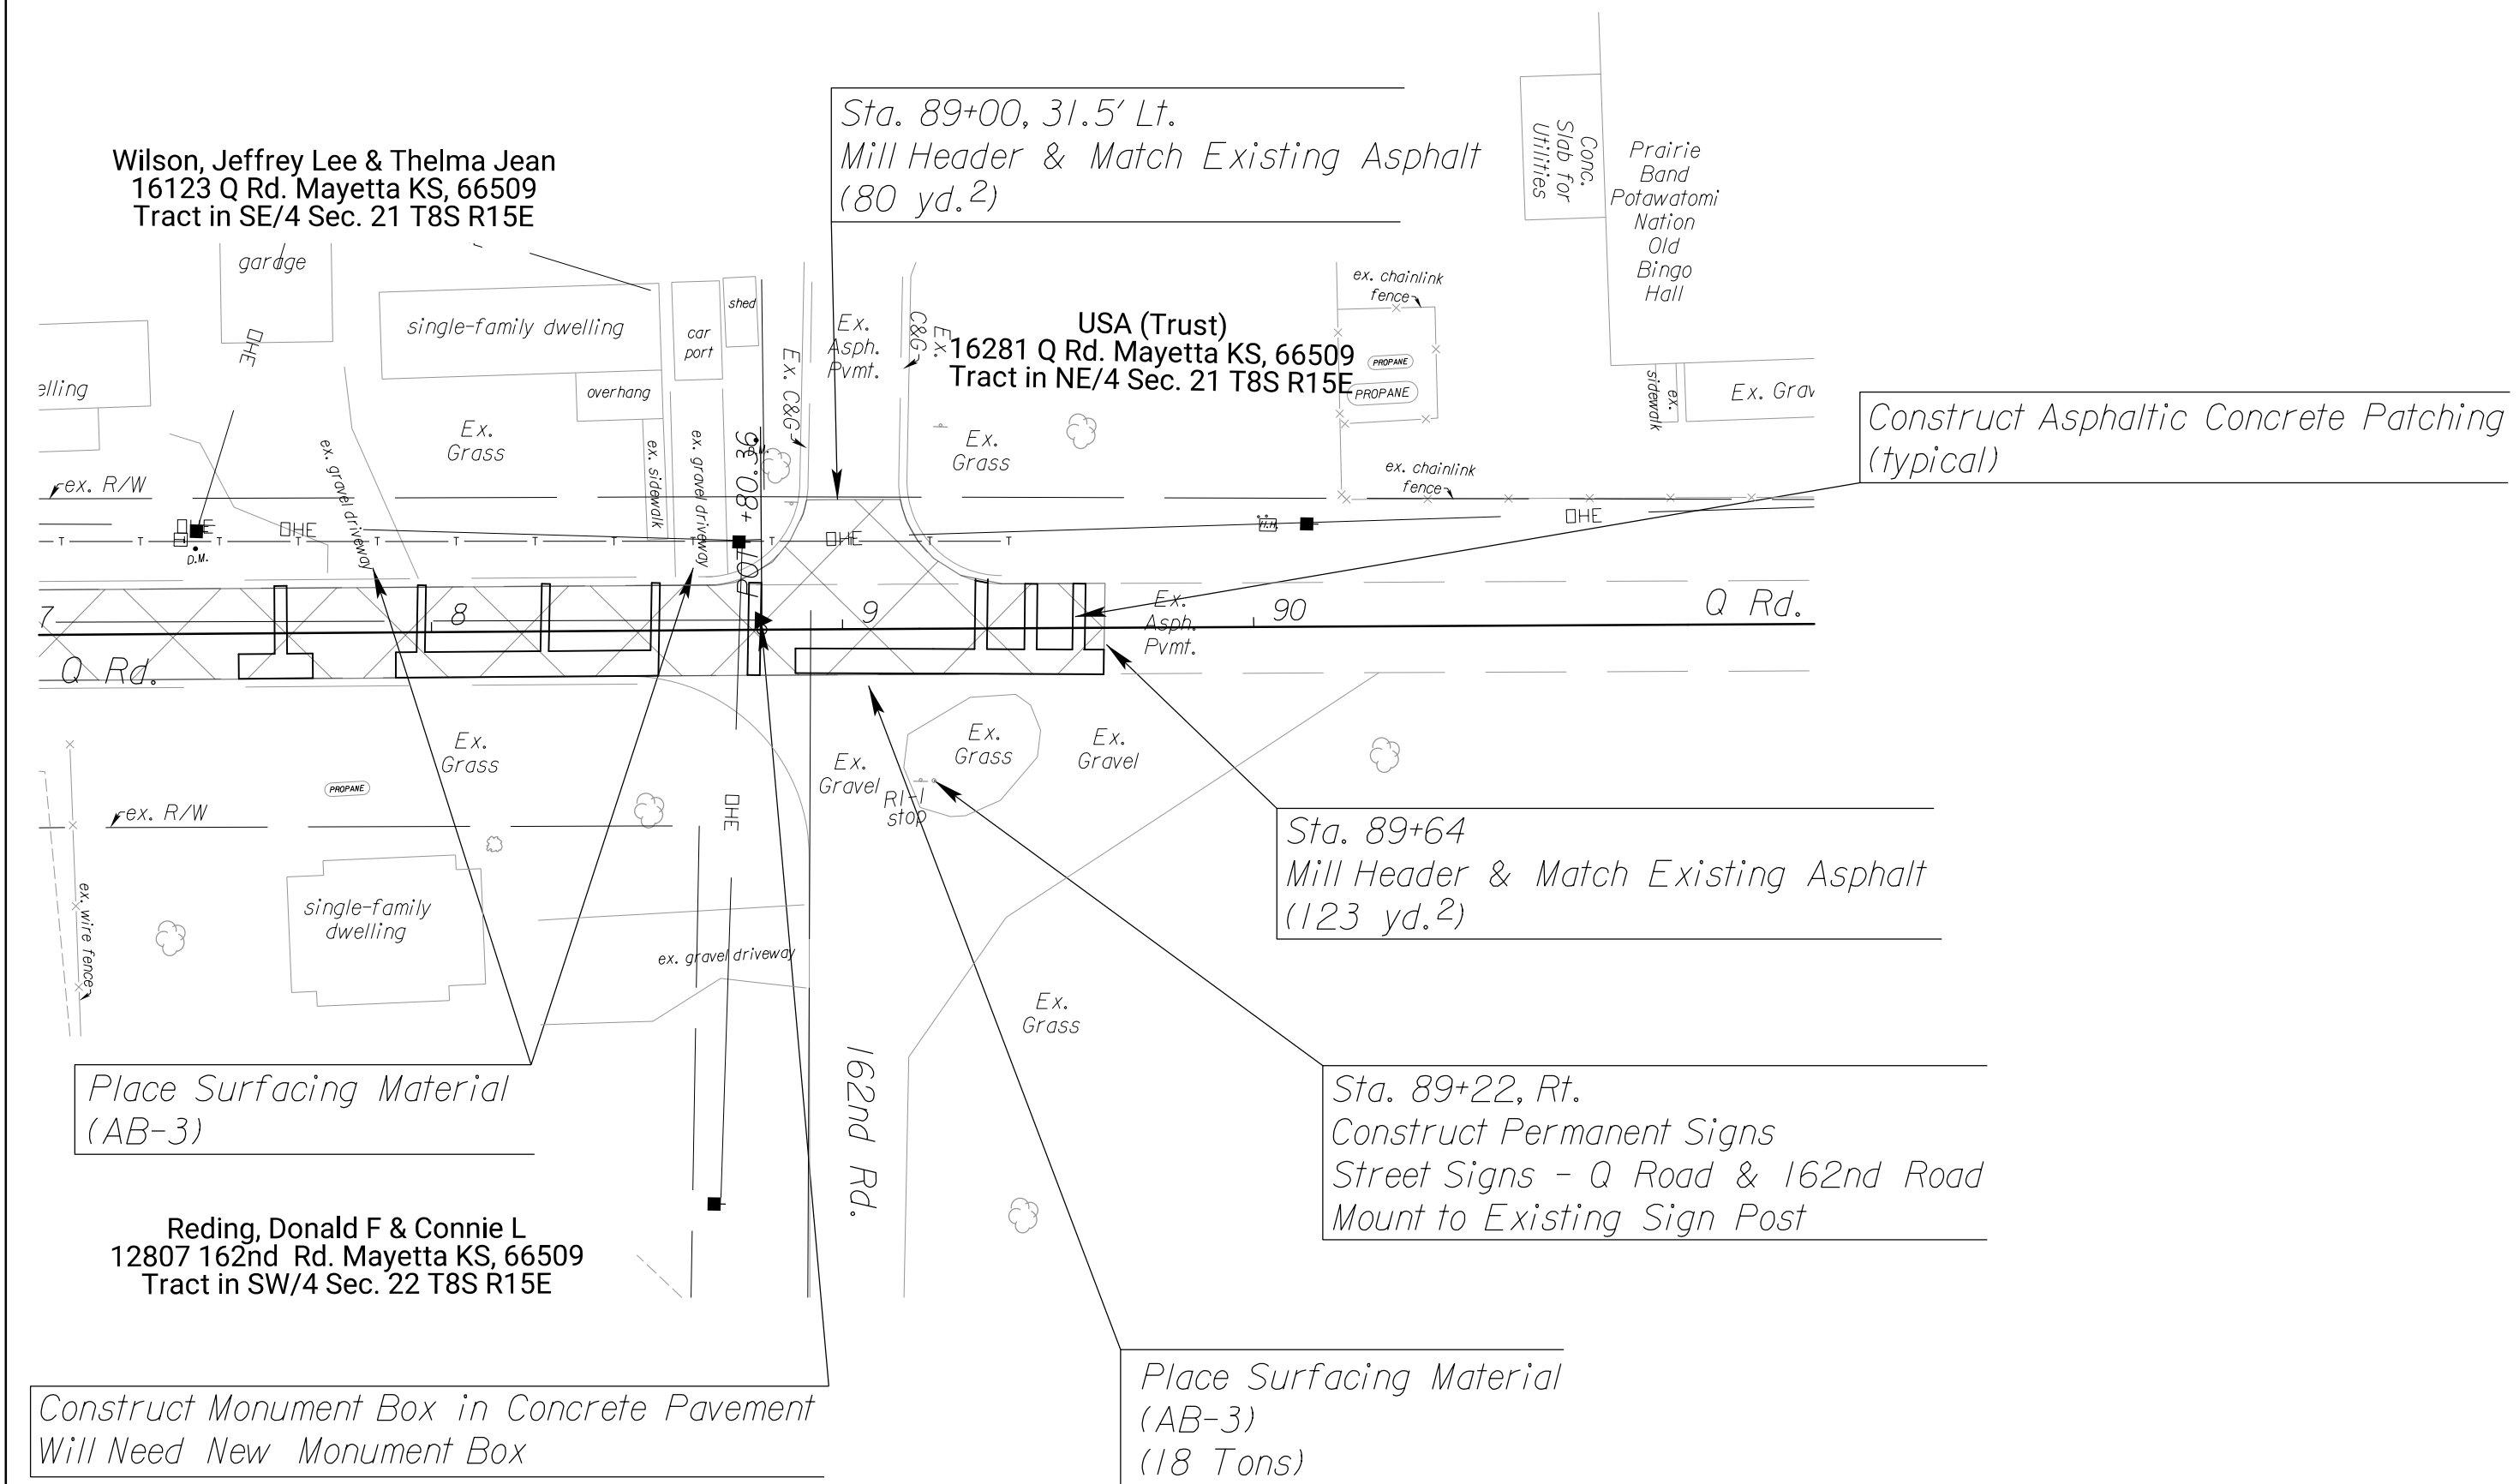 Sta. 89+00, 31.5' Lt.
Mill Header & Match Existing Asphalt
(80 yd.2)
Conc.
Slab for
Utilities
Prairie
Band
Potawatomi
Nation
Old
Bingo
Hall
Wilson, Jeffrey Lee & Thelma Jean
16123 Q Rd. Mayetta KS, 66509
Tract in SE/4 Sec. 21 T8S R15E
garage
single-family dwelling
car
port
shed
overhang
Ex. C&G
Ex.
Asph.
Pvmt.
Ex.
C&G
USA (Trust)
16281 Q Rd. Mayetta KS, 66509
Tract in NE/4 Sec. 21 T8S R15E
ex. chainlink
fence
PROPANE
PROPANE
ex.
sidewalk
Ex. Grav
Construct Asphaltic Concrete Patching
(typical)
elling
OHE
Ex.
Grass
Ex.
Grass
ex. gravel driveway
ex. sidewalk
ex. gravel driveway
ex. chainlink
fence
ex. R/W
OHE
OHE
OHE
OHE
D.M.
T T T T T T T T T T T T T
H.H.
7
8
9
90
Q Rd.
Q Rd.
Ex.
Asph.
Pvmt.
Ex.
Grass
Ex.
Gravel
Ex.
Grass
Ex.
Gravel
R1-1
stop
PROPANE
ex. R/W
OHE
ex. wire fence
single-family
dwelling
ex. gravel driveway
Ex.
Grass
162nd Rd.
Sta. 89+64
Mill Header & Match Existing Asphalt
(123 yd.2)
Place Surfacing Material
(AB-3)
Sta. 89+22, Rt.
Construct Permanent Signs
Street Signs - Q Road & 162nd Road
Mount to Existing Sign Post
Reding, Donald F & Connie L
12807 162nd Rd. Mayetta KS, 66509
Tract in SW/4 Sec. 22 T8S R15E
Place Surfacing Material
(AB-3)
(18 Tons)
Construct Monument Box in Concrete Pavement
Will Need New Monument Box